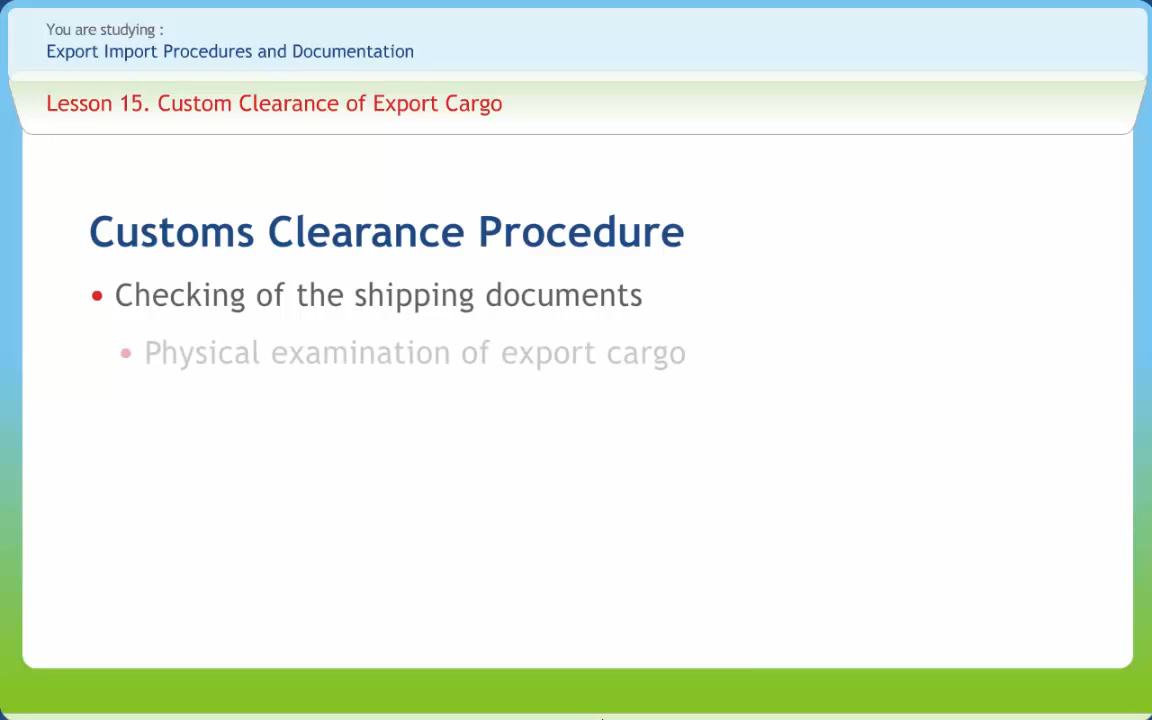 You are studying :
Export Import Procedures and Documentation
Lesson 15. Custom Clearance of Export Cargo
Customs Clearance Procedure
• Checking of the shipping documents
• Physical examination of export cargo